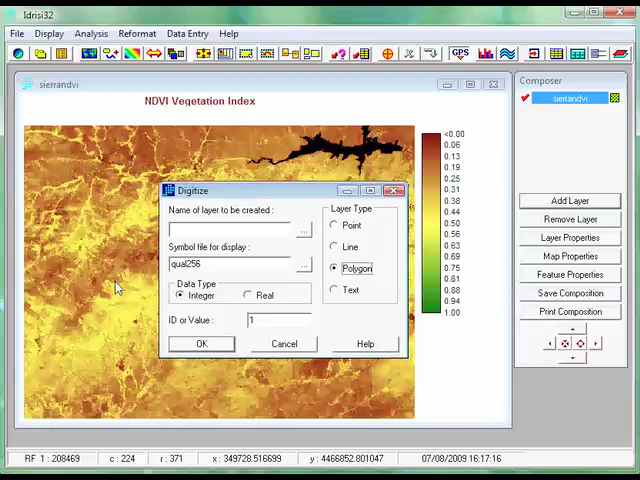 Idrisi32
File Display Analysis Reformat Data Entry Help
GPS
sierrandvi
NDVI Vegetation Index
<0.00
0.06
0.13
0.19
0.25
0.31
0.38
0.44
0.50
0.56
0.63
0.69
0.75
0.81
0.88
0.94
1.00
Digitize
Name of layer to be created :
...
Symbol file for display :
qual256
...
Data Type
Integer Real
ID or Value : 1
Layer Type
Point
Line
Polygon
Text
OK Cancel Help
Composer
sierrandvi
Add Layer
Remove Layer
Layer Properties
Map Properties
Feature Properties
Save Composition
Print Composition
RF 1 : 208469 c : 224 r : 371 x : 349728.516699 y : 4466852.801047 07/08/2009 16:17:16